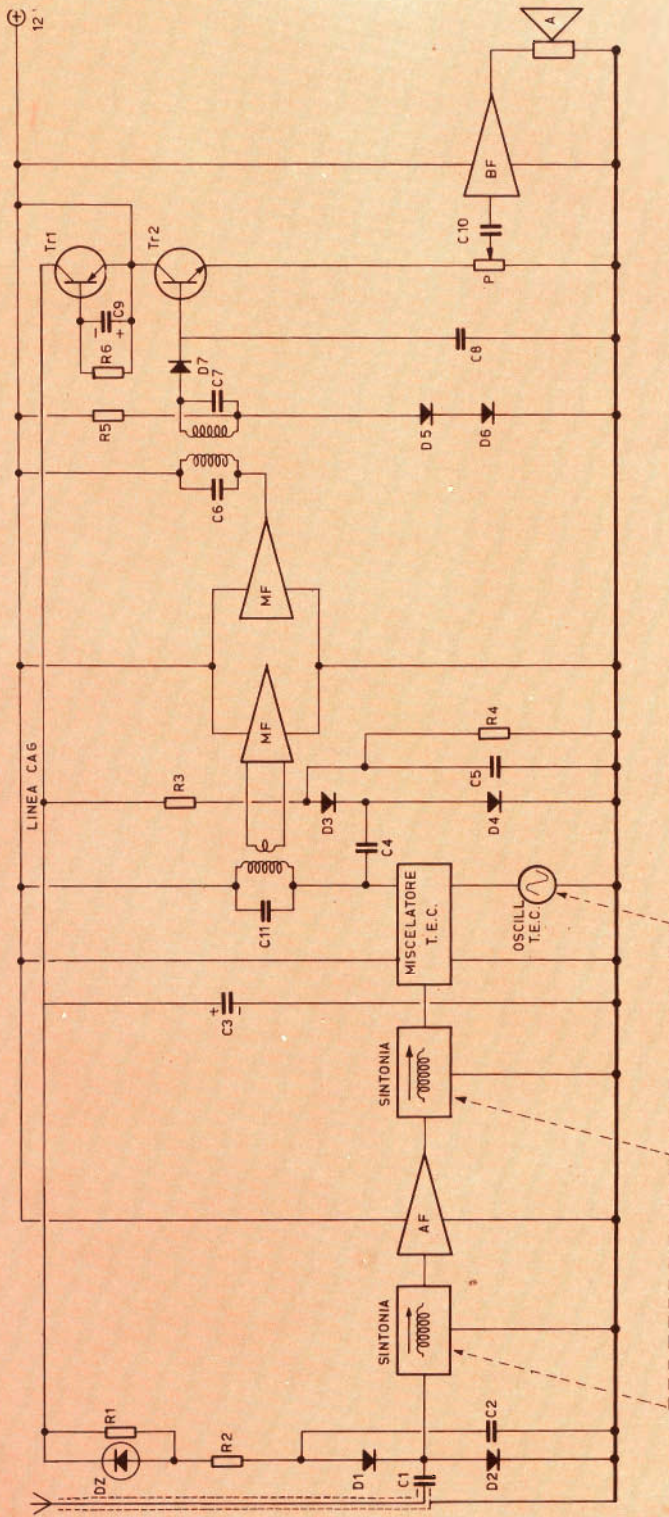 12
LINEA CAG
DZ
R1
R2
D1
C1
D2
C2
SINTONIA
AF
SINTONIA
+
C3
−
MISCELATORE
T.E.C.
OSCILL
T.E.C.
C11
C4
R3
D3
D4
C5
R4
MF
MF
C6
C7
D7
R5
D5
D6
R6
−
C9
+
Tr1
Tr2
C8
P
C10
BF
A